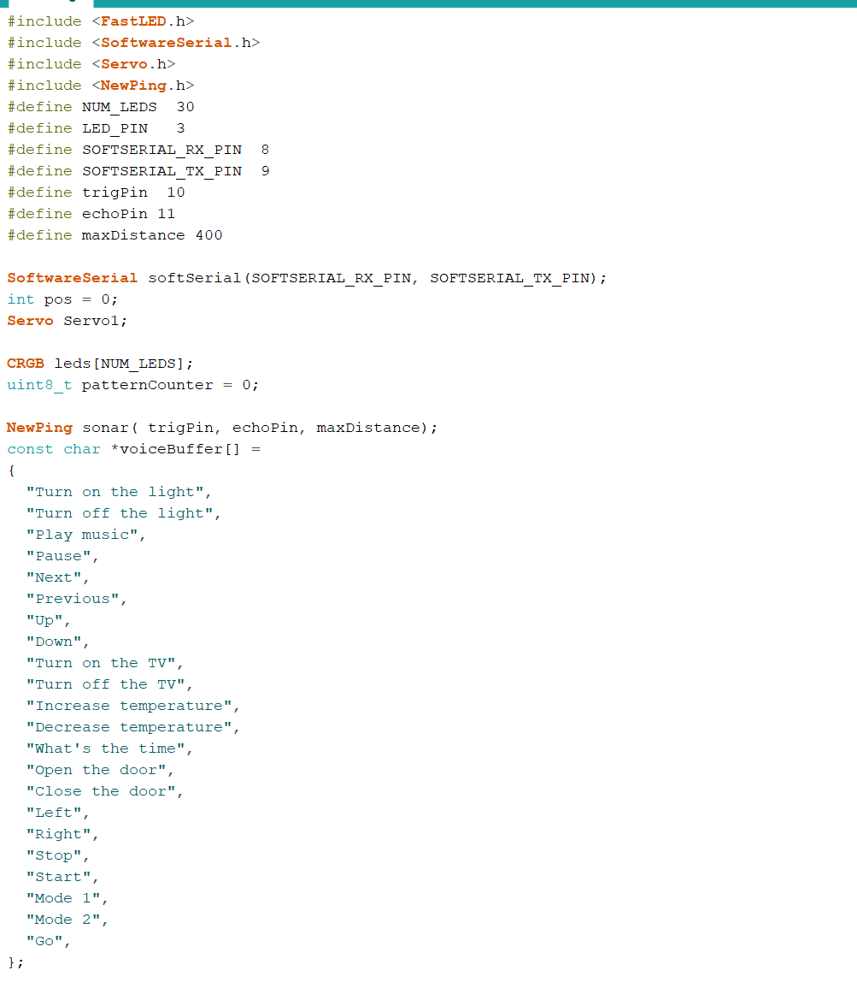 #include <FastLED.h>
#include <SoftwareSerial.h>
#include <Servo.h>
#include <NewPing.h>
#define NUM_LEDS  30
#define LED_PIN   3
#define SOFTSERIAL_RX_PIN  8
#define SOFTSERIAL_TX_PIN  9
#define trigPin  10
#define echoPin 11
#define maxDistance 400

SoftwareSerial softSerial(SOFTSERIAL_RX_PIN, SOFTSERIAL_TX_PIN);
int pos = 0;
Servo Servo1;

CRGB leds[NUM_LEDS];
uint8_t patternCounter = 0;

NewPing sonar( trigPin, echoPin, maxDistance);
const char *voiceBuffer[] =
{
  "Turn on the light",
  "Turn off the light",
  "Play music",
  "Pause",
  "Next",
  "Previous",
  "Up",
  "Down",
  "Turn on the TV",
  "Turn off the TV",
  "Increase temperature",
  "Decrease temperature",
  "What's the time",
  "Open the door",
  "Close the door",
  "Left",
  "Right",
  "Stop",
  "Start",
  "Mode 1",
  "Mode 2",
  "Go",
};